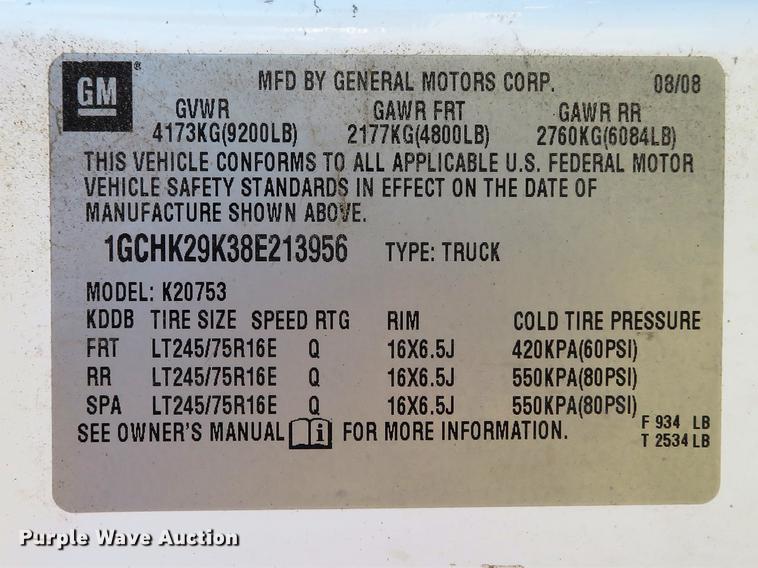 GM® MFD BY GENERAL MOTORS CORP. 08/08
GVWR GAWR FRT GAWR RR
4173KG(9200LB) 2177KG(4800LB) 2760KG(6084LB)
THIS VEHICLE CONFORMS TO ALL APPLICABLE U.S. FEDERAL MOTOR
VEHICLE SAFETY STANDARDS IN EFFECT ON THE DATE OF
MANUFACTURE SHOWN ABOVE.
1GCHK29K38E213956 TYPE: TRUCK
MODEL: K20753
KDDB TIRE SIZE SPEED RTG RIM COLD TIRE PRESSURE
FRT LT245/75R16E Q 16X6.5J 420KPA(60PSI)
RR LT245/75R16E Q 16X6.5J 550KPA(80PSI)
SPA LT245/75R16E Q 16X6.5J 550KPA(80PSI)
SEE OWNER'S MANUAL i FOR MORE INFORMATION.
F 934 LB
T 2534 LB
Purple Wave Auction